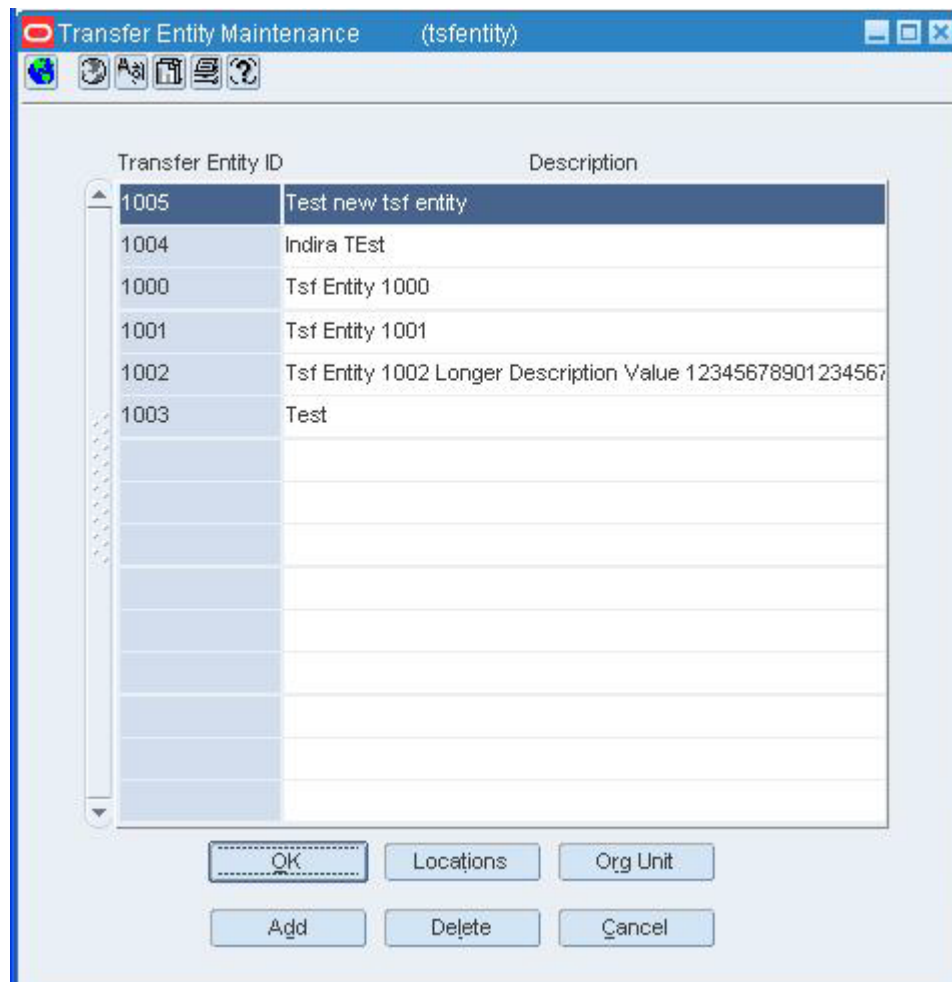 Transfer Entity Maintenance (tsfentity)
Transfer Entity ID Description
1005 Test new tsf entity
1004 Indira TEst
1000 Tsf Entity 1000
1001 Tsf Entity 1001
1002 Tsf Entity 1002 Longer Description Value 12345678901234567
1003 Test
OK Locations Org Unit
Add Delete Cancel